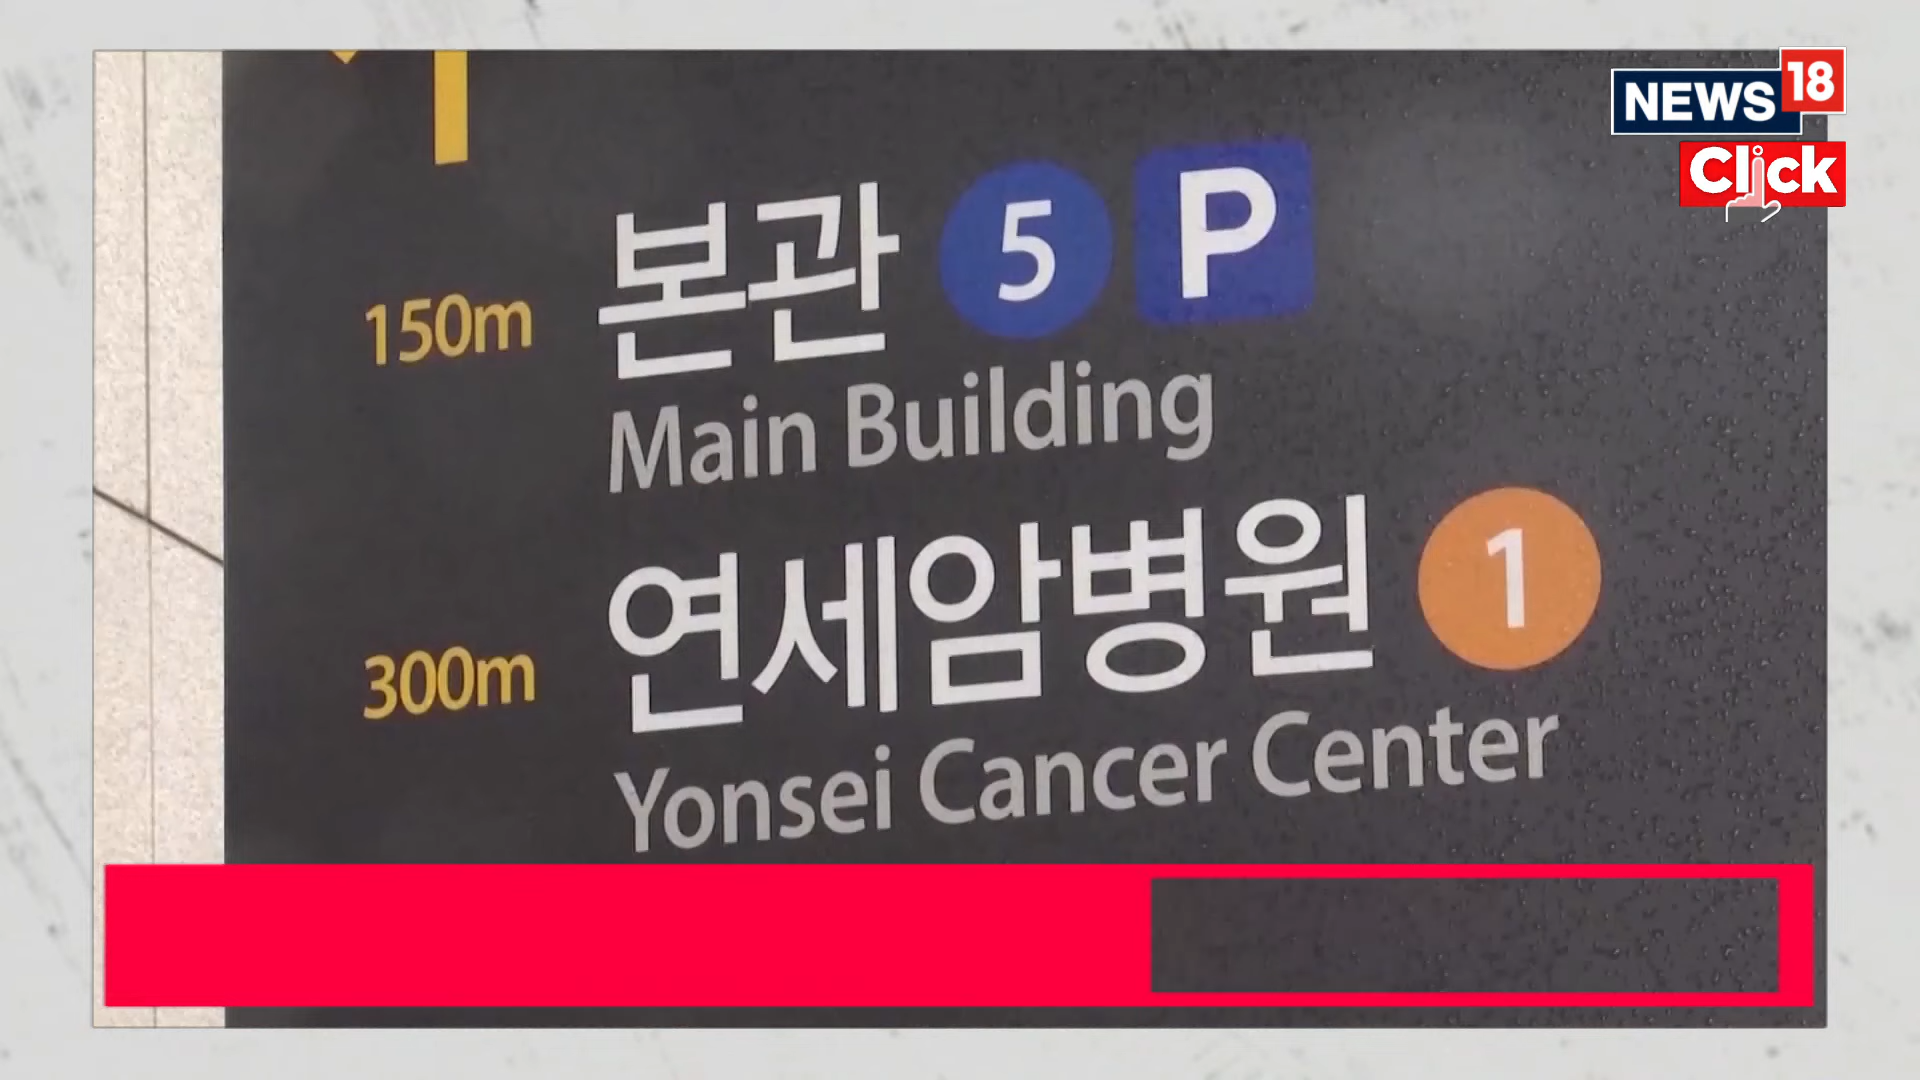 NEWS 18
Click
본관 5 P
150m
Main Building
연세암병원 1
300m
Yonsei Cancer Center